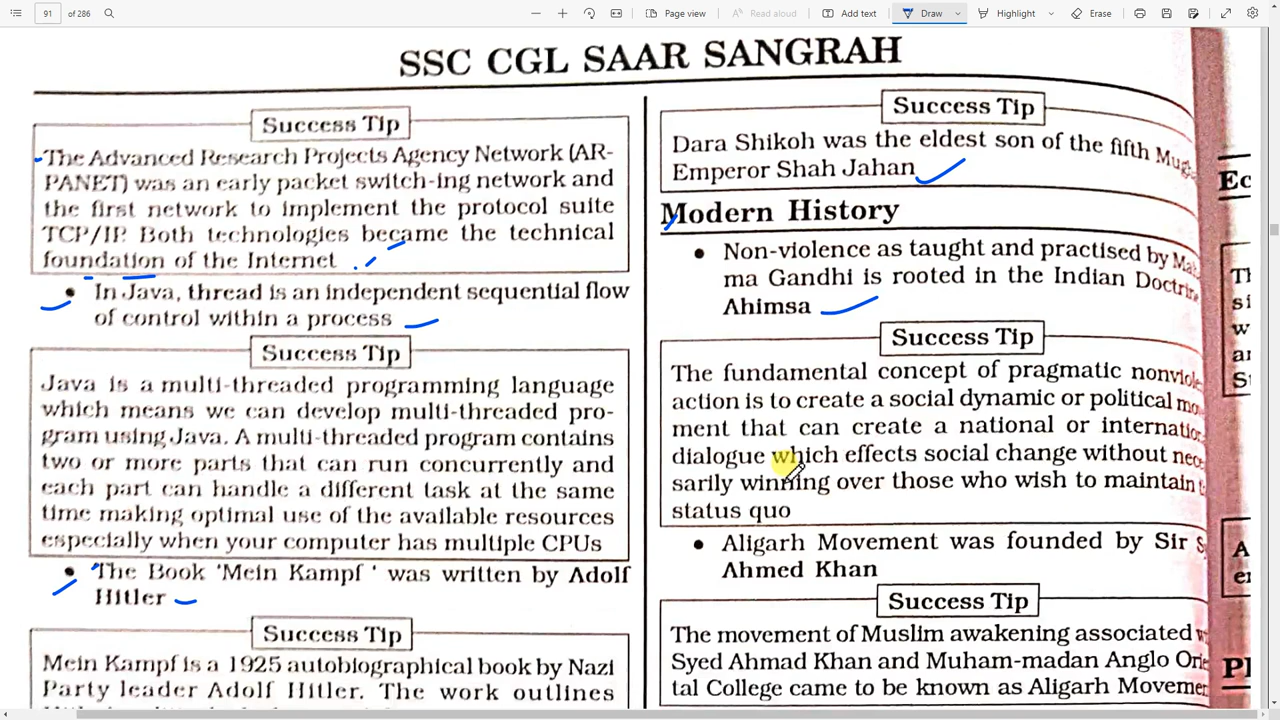 91 of 286
Page view
Read aloud
Add text
Draw
Highlight
Erase
SSC CGL SAAR SANGRAH
Success Tip
The Advanced Research Projects Agency Network (AR-
PANET) was an early packet switch-ing network and
the first network to implement the protocol suite
TCP/IP. Both technologies became the technical
foundation of the Internet
• In Java, thread is an independent sequential flow
of control within a process
Success Tip
Java is a multi-threaded programming language
which means we can develop multi-threaded pro-
gram using Java. A multi-threaded program contains
two or more parts that can run concurrently and
each part can handle a different task at the same
time making optimal use of the available resources
especially when your computer has multiple CPUs
• The Book 'Mein Kampf ' was written by Adolf
Hitler
Success Tip
Mein Kampf is a 1925 autobiographical book by Nazi
Party leader Adolf Hitler. The work outlines
Success Tip
Dara Shikoh was the eldest son of the fifth
Emperor Shah Jahan
Modern History
• Non-violence as taught and practised by
ma Gandhi is rooted in the Indian
Ahimsa
Success Tip
The fundamental concept of pragmatic
action is to create a social dynamic or political
ment that can create a national or
dialogue which effects social change without
sarily winning over those who wish to maintain
status quo
• Aligarh Movement was founded by Sir
Ahmed Khan
Success Tip
The movement of Muslim awakening associated
Syed Ahmad Khan and Muham-madan Anglo
tal College came to be known as Aligarh